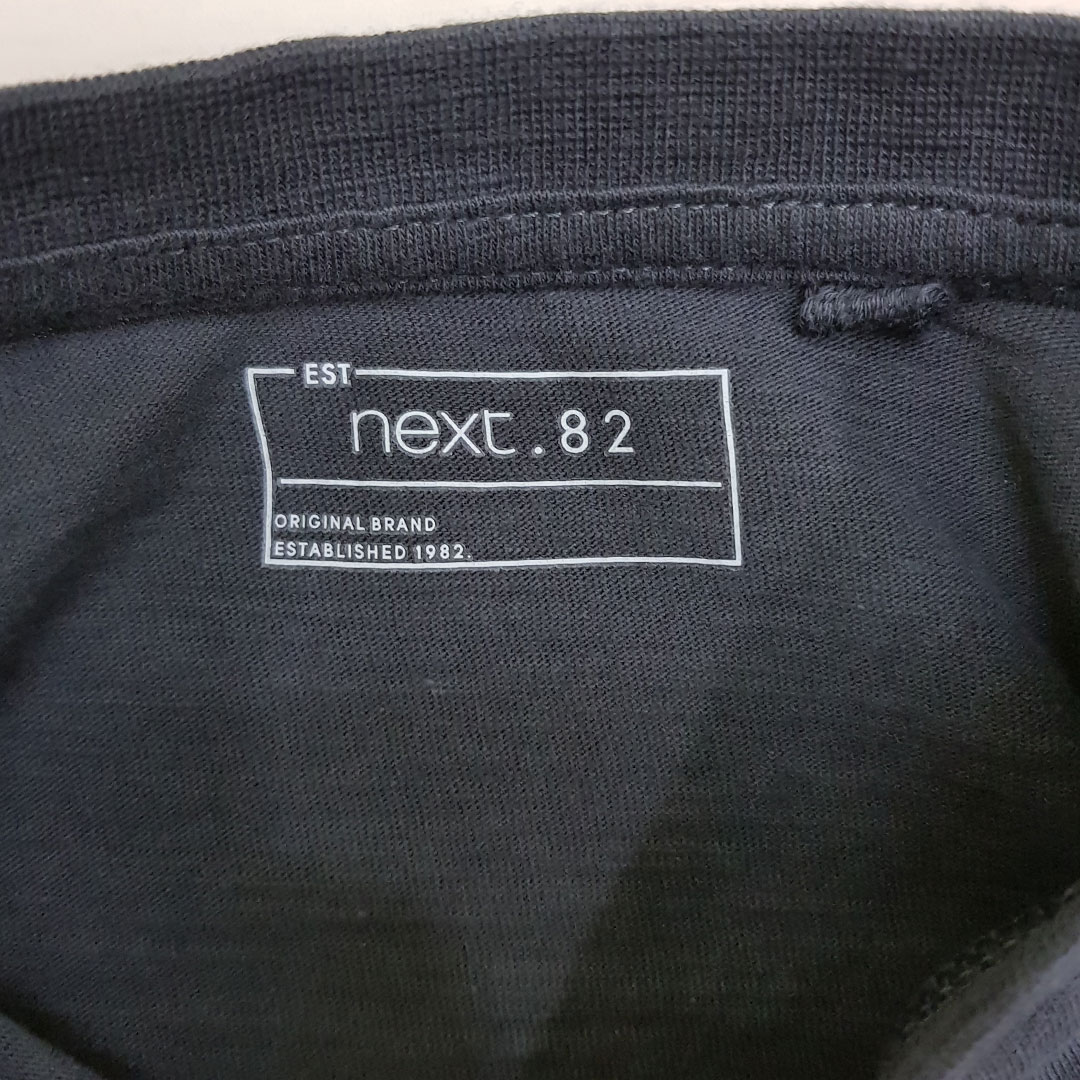 EST
next.82
ORIGINAL BRAND
ESTABLISHED 1982.